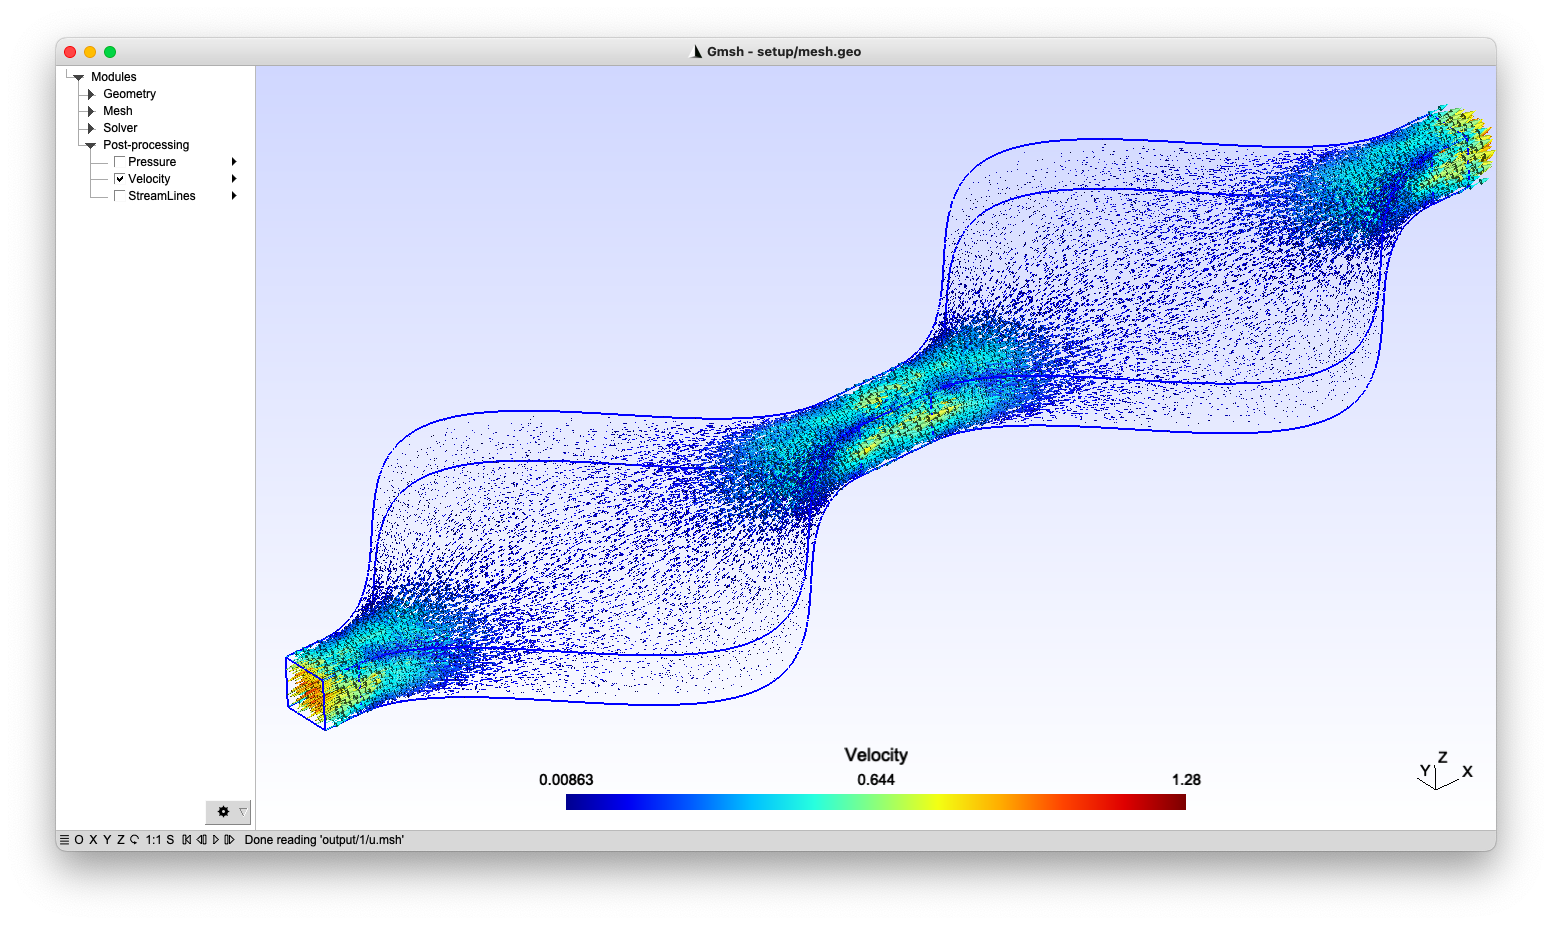 Gmsh - setup/mesh.geo
Modules
Geometry
Mesh
Solver
Post-processing
Pressure
Velocity
StreamLines
Velocity
0.00863 0.644 1.28
Z
Y X
O X Y Z 1:1 S Done reading 'output/1/u.msh'